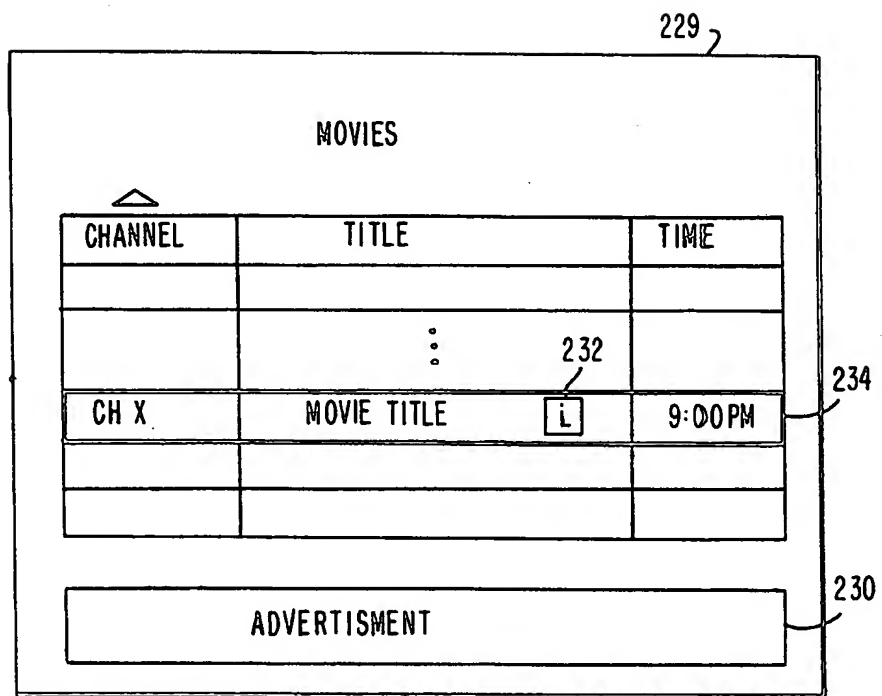 229
MOVIES
CHANNEL TITLE TIME
232
234
CH X MOVIE TITLE i 9:00PM
230
ADVERTISMENT